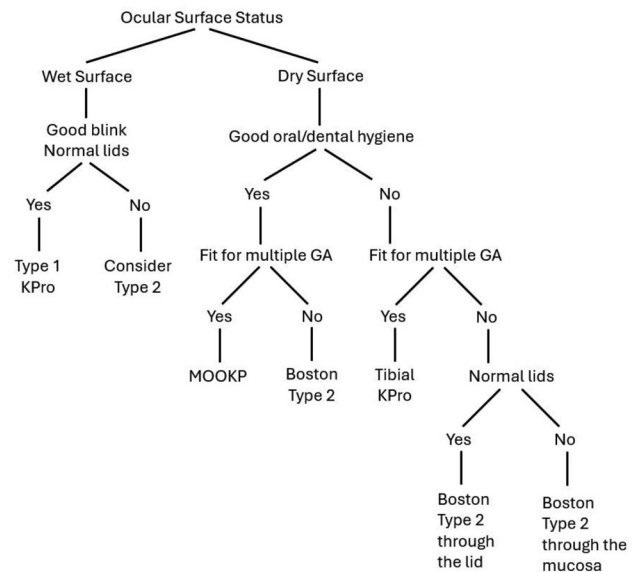 Ocular Surface Status
Wet Surface
Dry Surface
Good blink
Normal lids
Good oral/dental hygiene
Yes
No
Yes
No
Type 1
KPro
Consider
Type 2
Fit for multiple GA
Fit for multiple GA
Yes
No
Yes
No
MOOKP
Boston
Type 2
Tibial
KPro
Normal lids
Yes
No
Boston
Type 2
through
the lid
Boston
Type 2
through the
mucosa